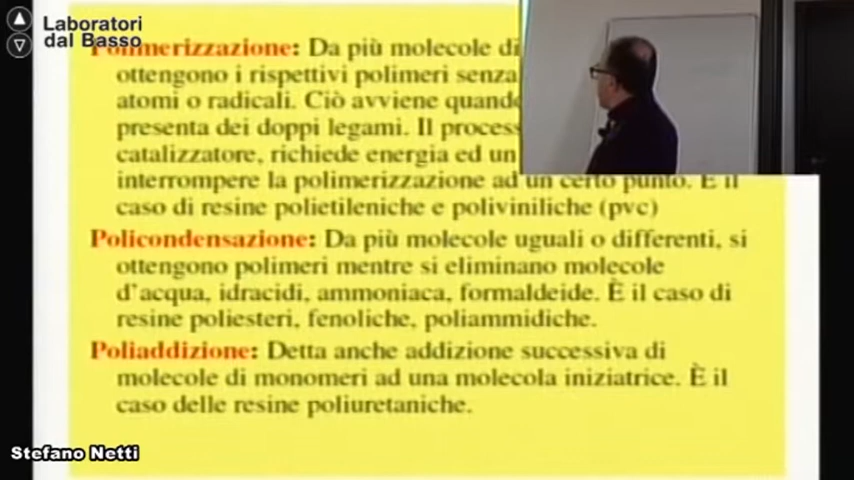 Laboratori
dal Basso
Polimerizzazione: Da più molecole di
ottengono i rispettivi polimeri senza
atomi o radicali. Ciò avviene quando
presenta dei doppi legami. Il process
catalizzatore, richiede energia ed un
interrompere la polimerizzazione ad un certo punto. È il
caso di resine polietileniche e poliviniliche (pvc)
Policondensazione: Da più molecole uguali o differenti, si
ottengono polimeri mentre si eliminano molecole
d'acqua, idracidi, ammoniaca, formaldeide. È il caso di
resine poliesteri, fenoliche, poliammidiche.
Poliaddizione: Detta anche addizione successiva di
molecole di monomeri ad una molecola iniziatrice. È il
caso delle resine poliuretaniche.
Stefano Netti